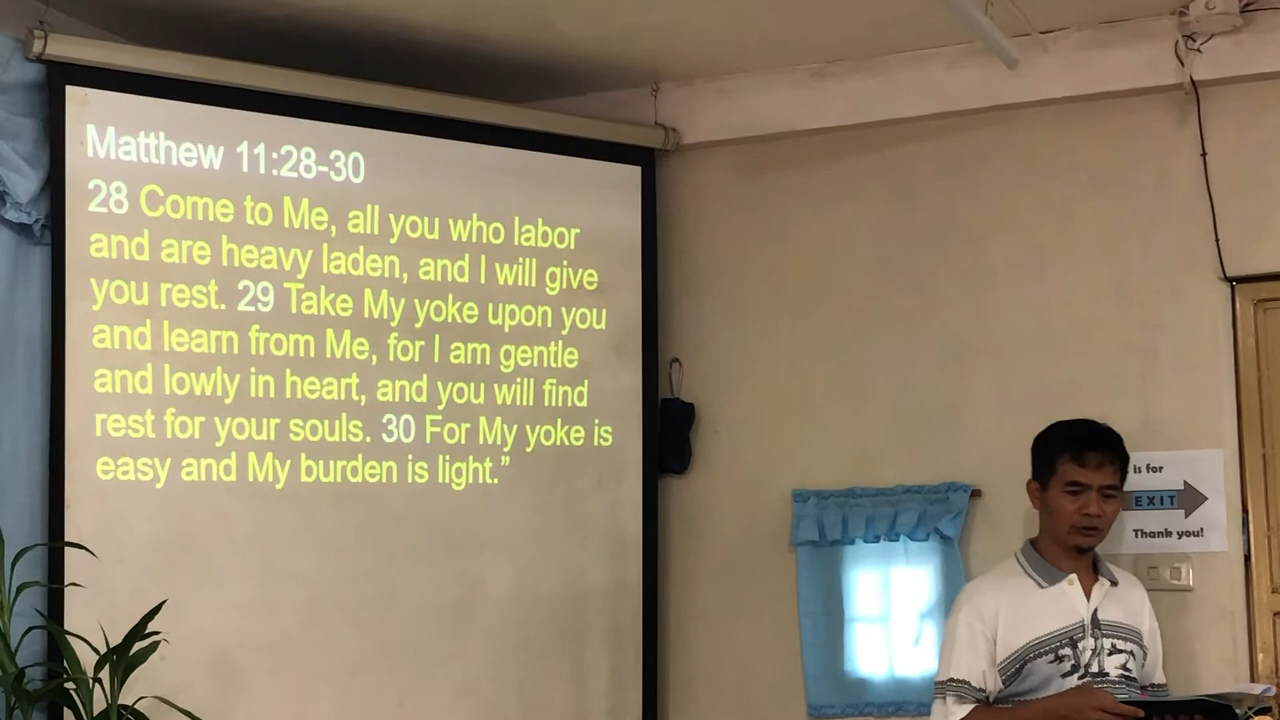 Matthew 11:28-30
28 Come to Me, all you who labor
and are heavy laden, and I will give
you rest. 29 Take My yoke upon you
and learn from Me, for I am gentle
and lowly in heart, and you will find
rest for your souls. 30 For My yoke is
easy and My burden is light.”
is for
EXIT
Thank you!